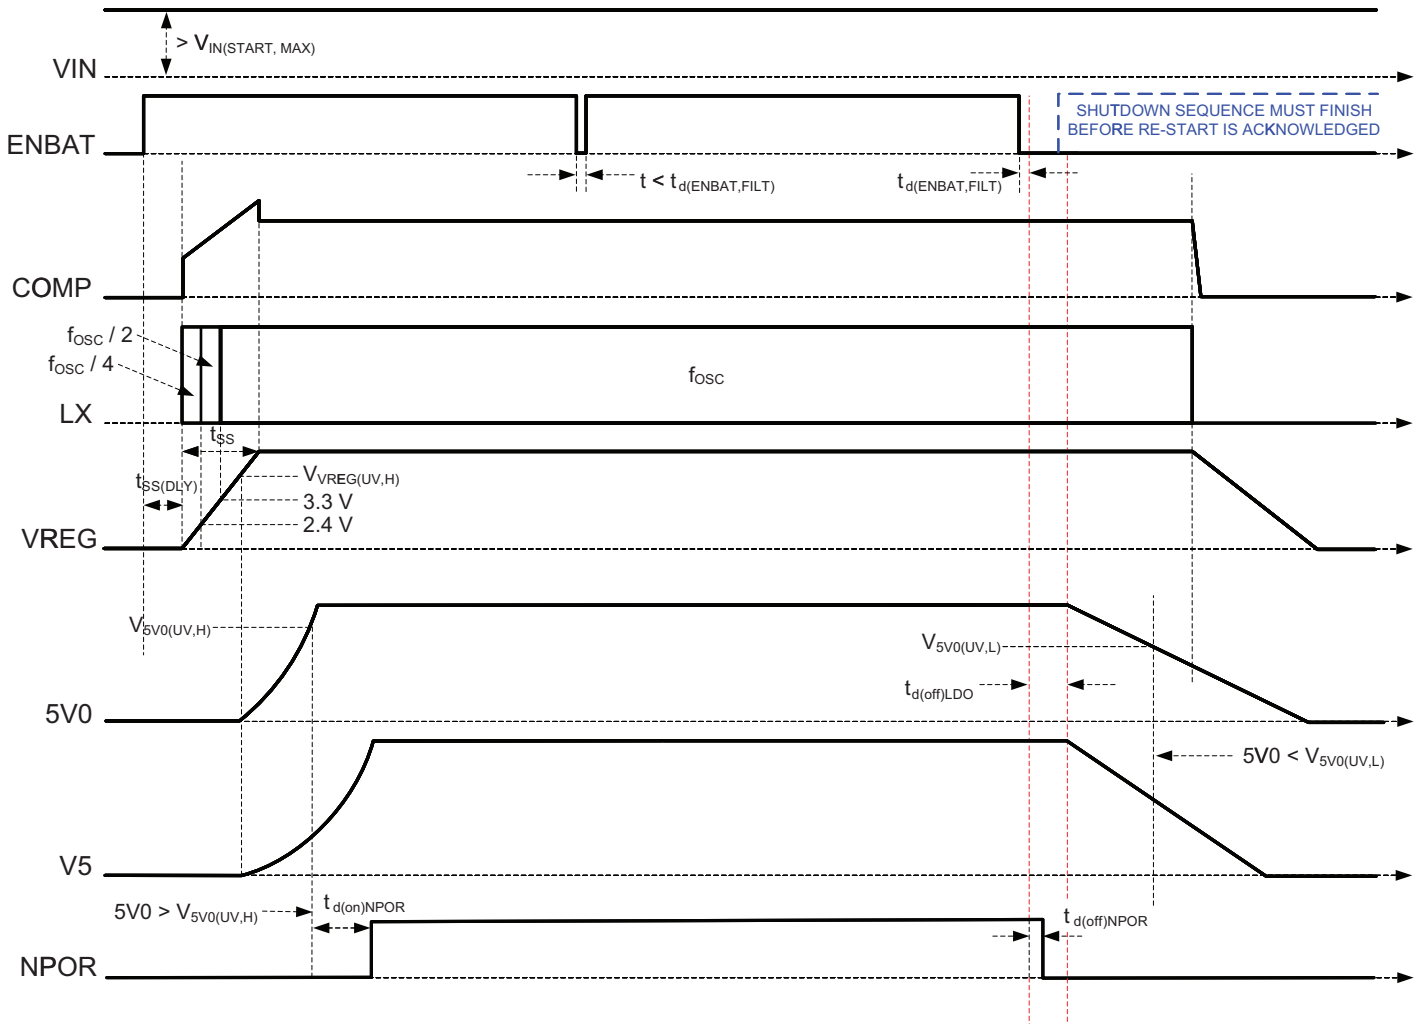 > VIN(START, MAX)
VIN
SHUTDOWN SEQUENCE MUST FINISH
BEFORE RE-START IS ACKNOWLEDGED
ENBAT
t < td(ENBAT,FILT)
td(ENBAT,FILT)
COMP
fOSC / 2
fOSC / 4
fOSC
LX
tSS
VVREG(UV,H)
tSS(DLY)
3.3 V
2.4 V
VREG
V5V0(UV,H)
V5V0(UV,L)
td(off)LDO
5V0
5V0 < V5V0(UV,L)
V5
5V0 > V5V0(UV,H)
td(on)NPOR
td(off)NPOR
NPOR